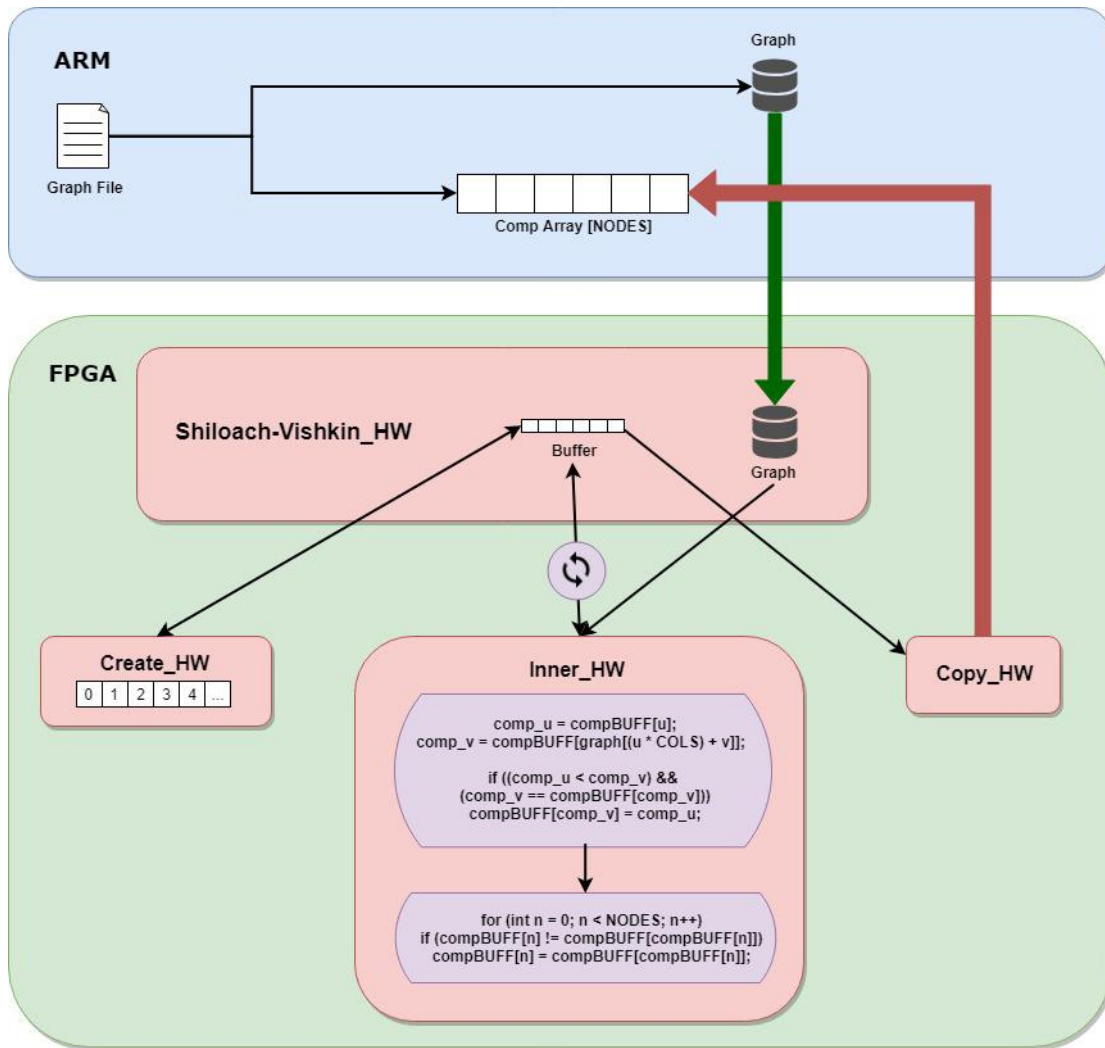 ARM
Graph
Graph File
Comp Array [NODES]
FPGA
Shiloach-Vishkin_HW
Buffer
Graph
Create_HW
0 1 2 3 4 ...
Inner_HW
comp_u = compBUFF[u];
comp_v = compBUFF[graph[(u * COLS) + v]];
if ((comp_u < comp_v) &&
(comp_v == compBUFF[comp_v]))
compBUFF[comp_v] = comp_u;
for (int n = 0; n < NODES; n++)
if (compBUFF[n] != compBUFF[compBUFF[n]])
compBUFF[n] = compBUFF[compBUFF[n]];
Copy_HW